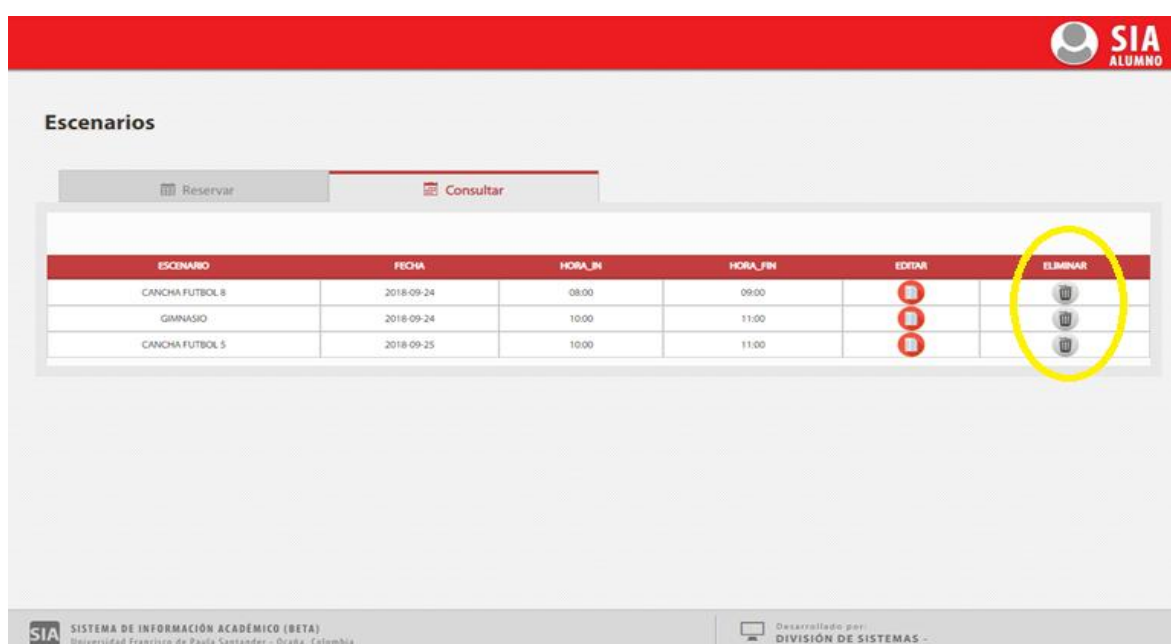 SIA
ALUMNO
Escenarios
Reservar
Consultar
ESCENARIO FECHA HORA_IN HORA_FIN EDITAR ELIMINAR
CANCHA FUTBOL 8 2018-09-24 08:00 09:00
GIMNASIO 2018-09-24 10:00 11:00
CANCHA FUTBOL 5 2018-09-25 10:00 11:00
SIA
SISTEMA DE INFORMACIÓN ACADÉMICO (BETA)
Universidad Francisco de Paula Santander - Ocaña, Colombia
Desarrollado por:
DIVISIÓN DE SISTEMAS -